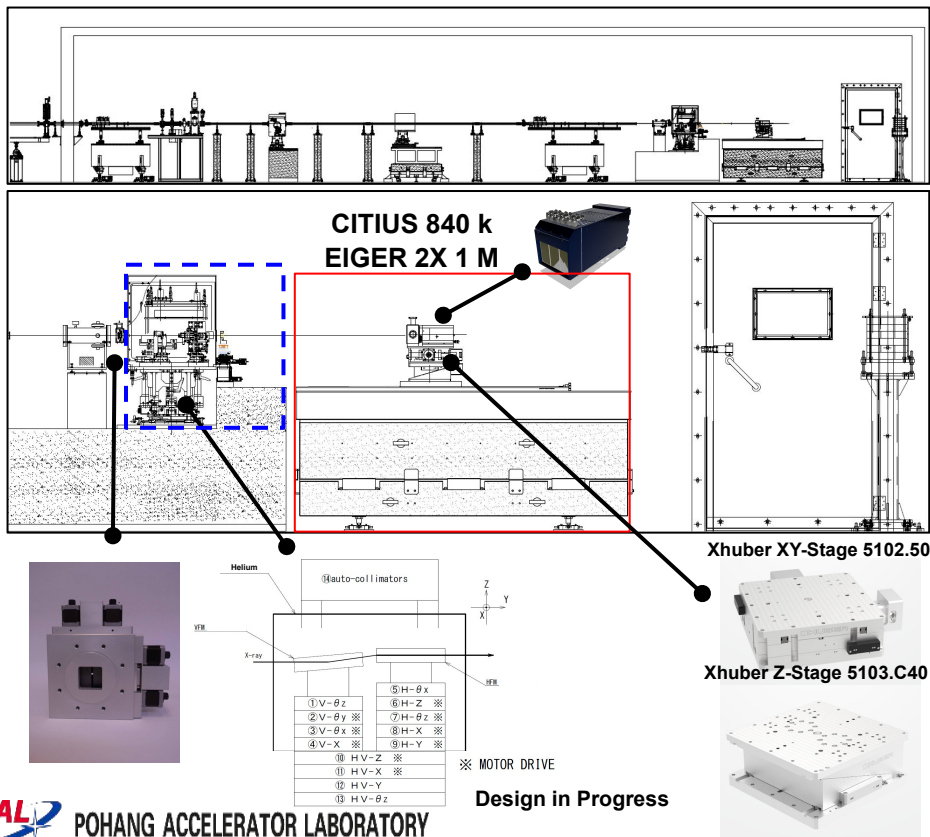 CITIUS 840 k
EIGER 2X 1 M
Xhuber XY-Stage 5102.50
Xhuber Z-Stage 5103.C40
Helium
⑭auto-collimators
Z
Y
X
VFM
X-ray
HFM
①V-θz
②V-θy ※
③V-θx ※
④V-X ※
⑤H-θx
⑥H-Z ※
⑦H-θz ※
⑧H-X ※
⑨H-Y ※
⑩ HV-Z ※
⑪ HV-X ※
⑫ HV-Y
⑬ HV-θz
※ MOTOR DRIVE
Design in Progress
AL
POHANG ACCELERATOR LABORATORY